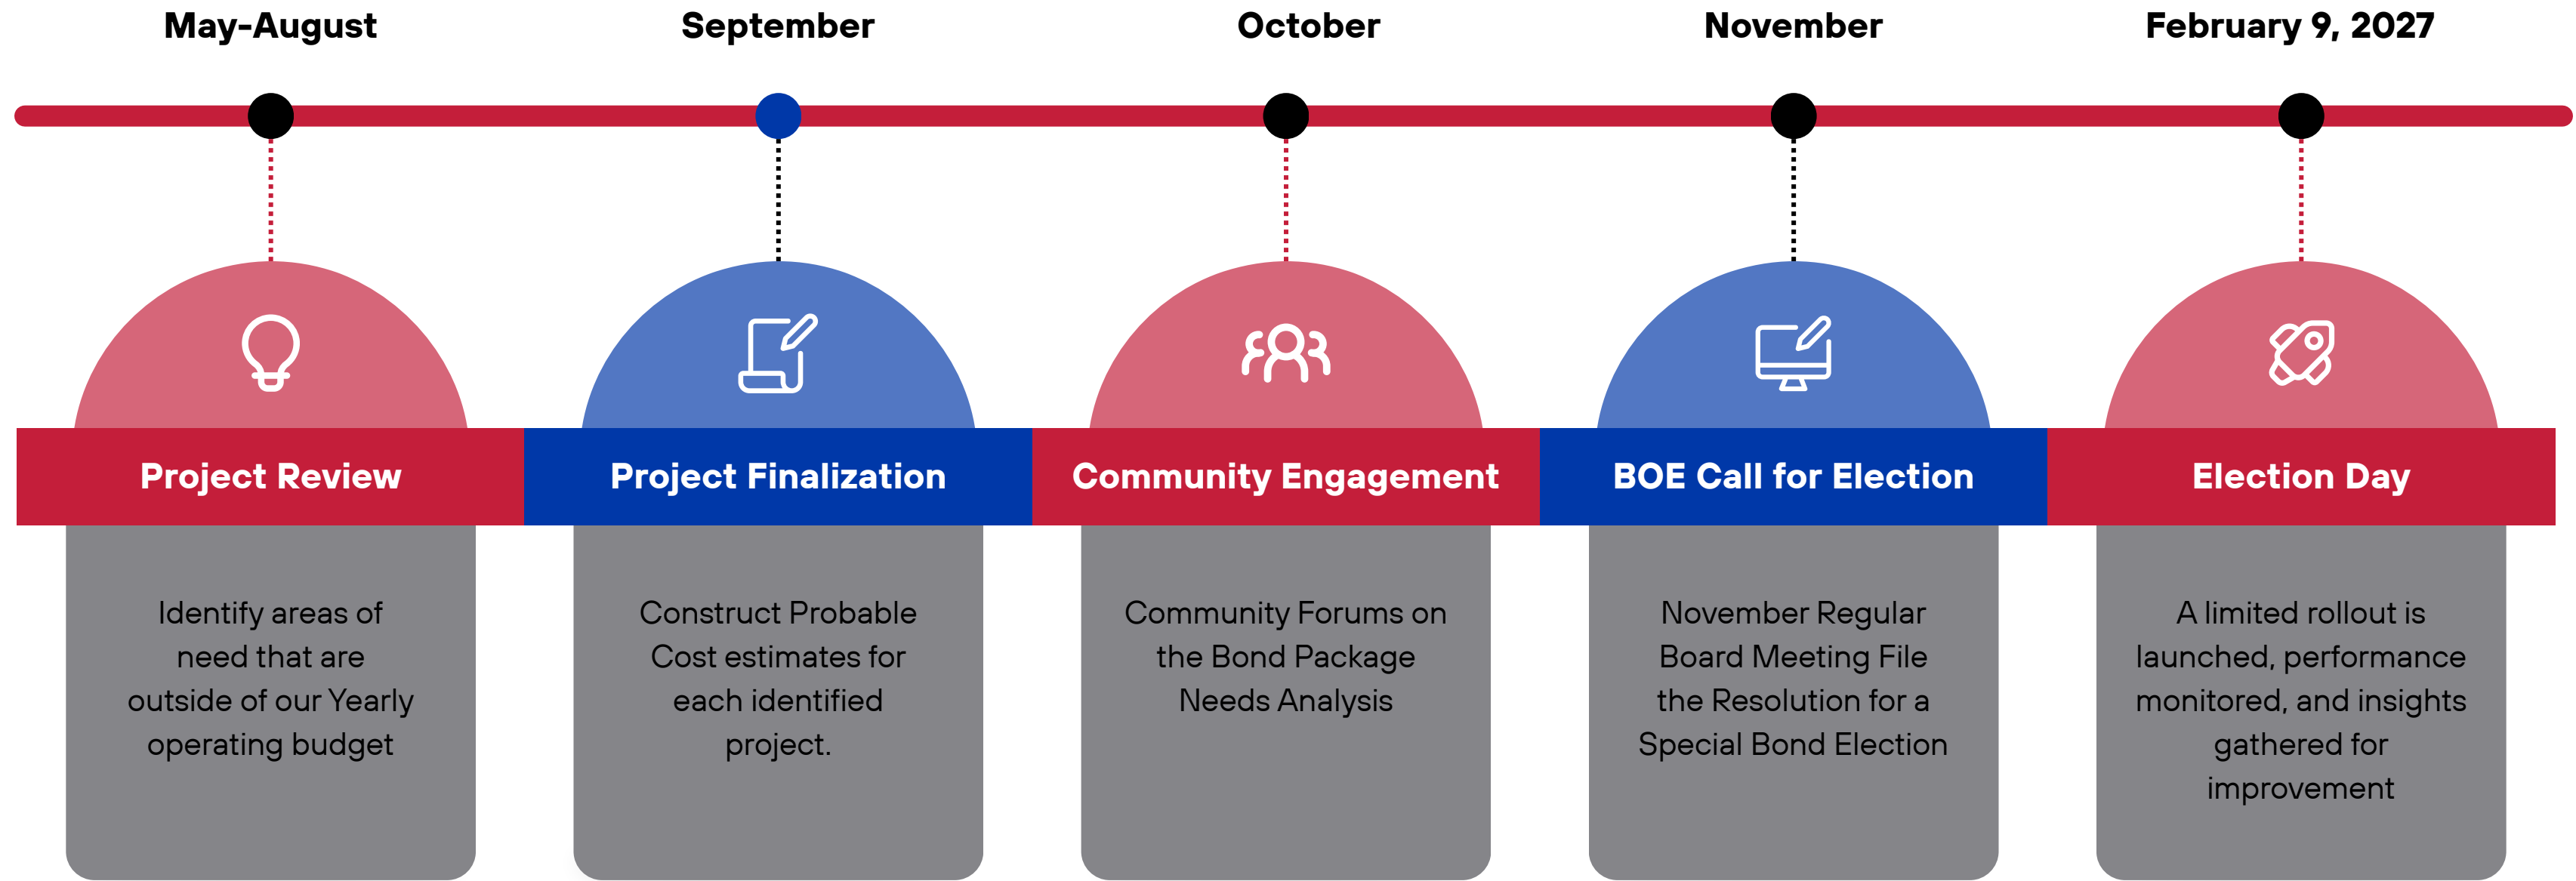 May-August
September
October
November
February 9, 2027
Project Review
Project Finalization
Community Engagement
BOE Call for Election
Election Day
Identify areas of
need that are
outside of our Yearly
operating budget
Construct Probable
Cost estimates for
each identified
project.
Community Forums on
the Bond Package
Needs Analysis
November Regular
Board Meeting File
the Resolution for a
Special Bond Election
A limited rollout is
launched, performance
monitored, and insights
gathered for
improvement